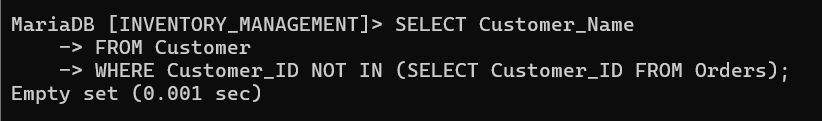 MariaDB [INVENTORY_MANAGEMENT]> SELECT Customer_Name
    -> FROM Customer
    -> WHERE Customer_ID NOT IN (SELECT Customer_ID FROM Orders);
Empty set (0.001 sec)